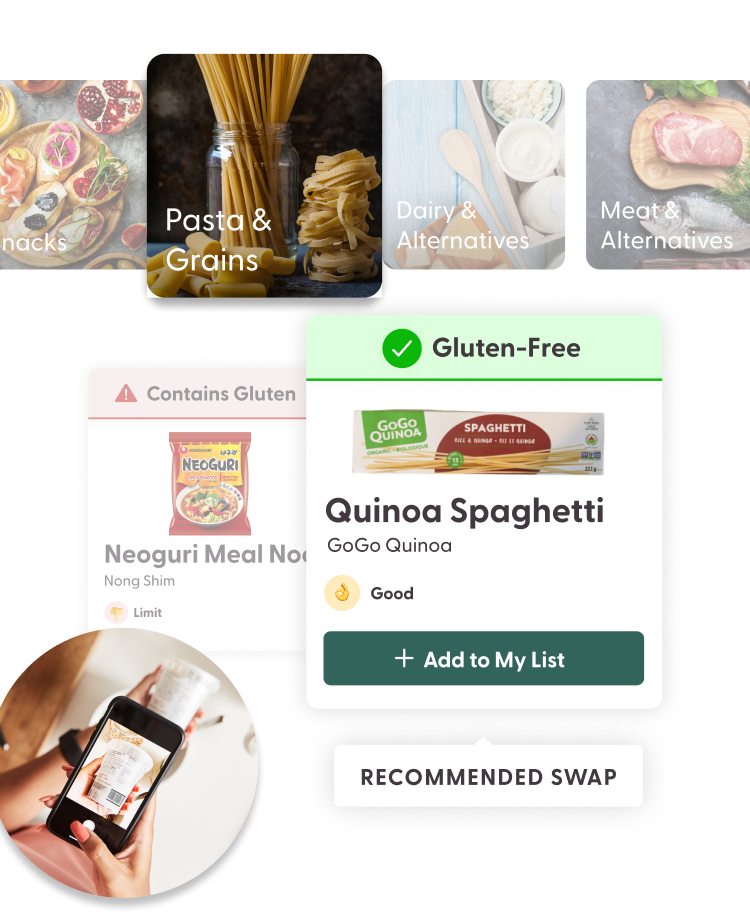 nacks
Pasta &
Grains
Dairy &
Alternatives
Meat &
Alternatives
Contains Gluten
NEOGURI
Neoguri Meal Noo
Nong Shim
Limit
Gluten-Free
GoGo
QUINOA
ORGANIC • BIOLOGIQUE
SPAGHETTI
RICE & QUINOA • RIZ ET QUINOA
227 g
Quinoa Spaghetti
GoGo Quinoa
Good
+ Add to My List
RECOMMENDED SWAP